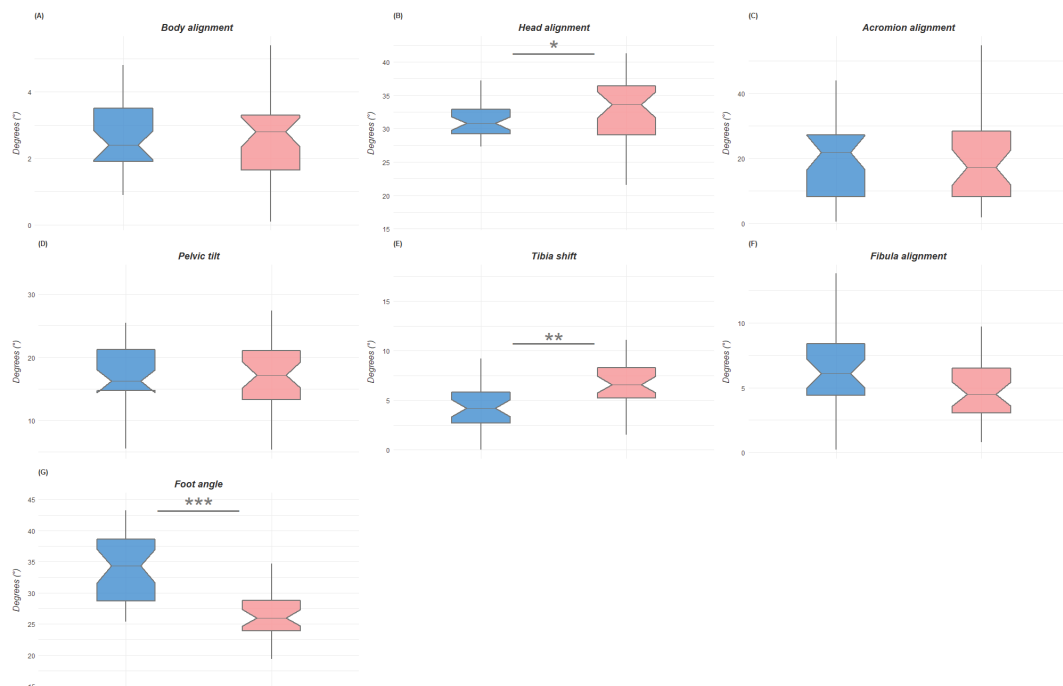 (A)
Body alignment
Degrees (°)
4
2
0
(B)
Head alignment
*
Degrees (°)
40
35
30
25
20
15
(C)
Acromion alignment
Degrees (°)
40
20
0
(D)
Pelvic tilt
Degrees (°)
30
20
10
(E)
Tibia shift
**
Degrees (°)
15
10
5
0
(F)
Fibula alignment
Degrees (°)
10
5
0
(G)
Foot angle
***
Degrees (°)
45
40
35
30
25
20
15